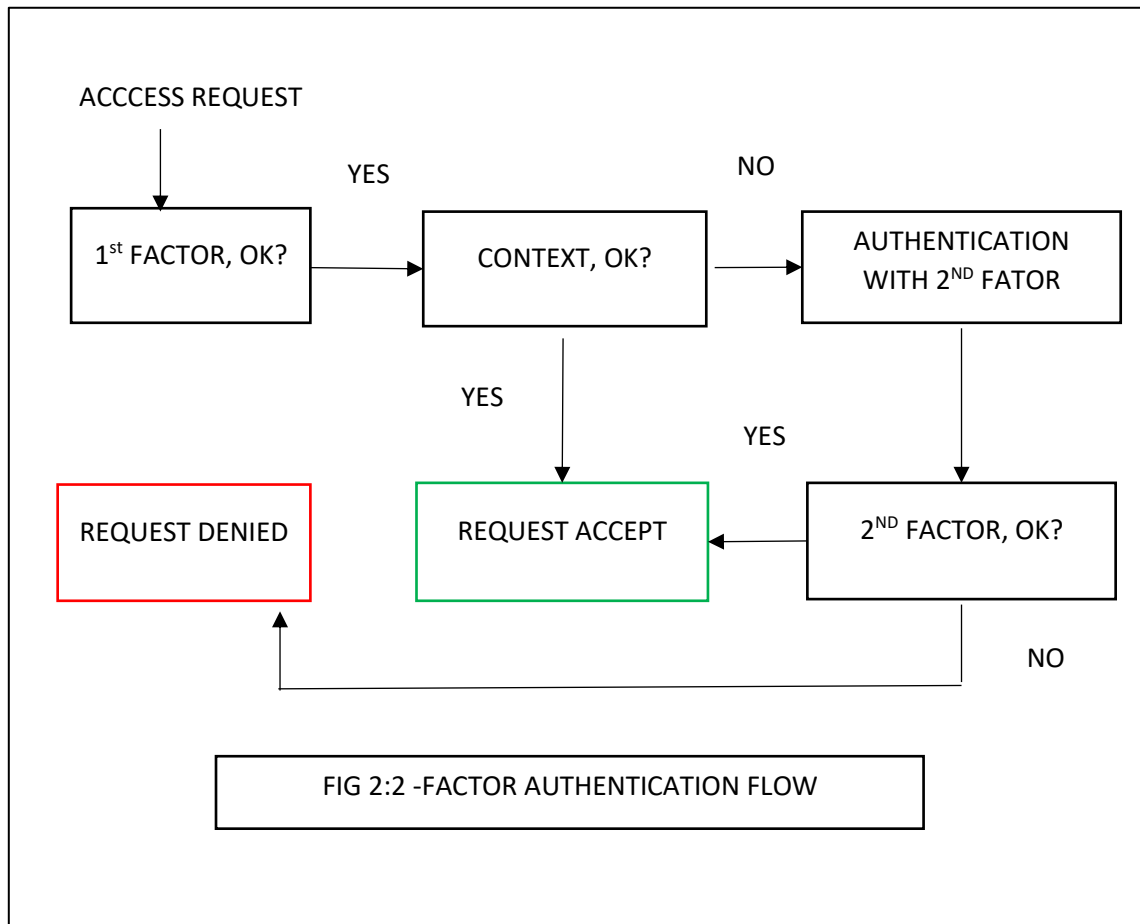 ACCCESS REQUEST
YES
NO
1st FACTOR, OK?
CONTEXT, OK?
AUTHENTICATION
WITH 2ND FATOR
YES
YES
REQUEST DENIED
REQUEST ACCEPT
2ND FACTOR, OK?
NO
FIG 2:2 -FACTOR AUTHENTICATION FLOW